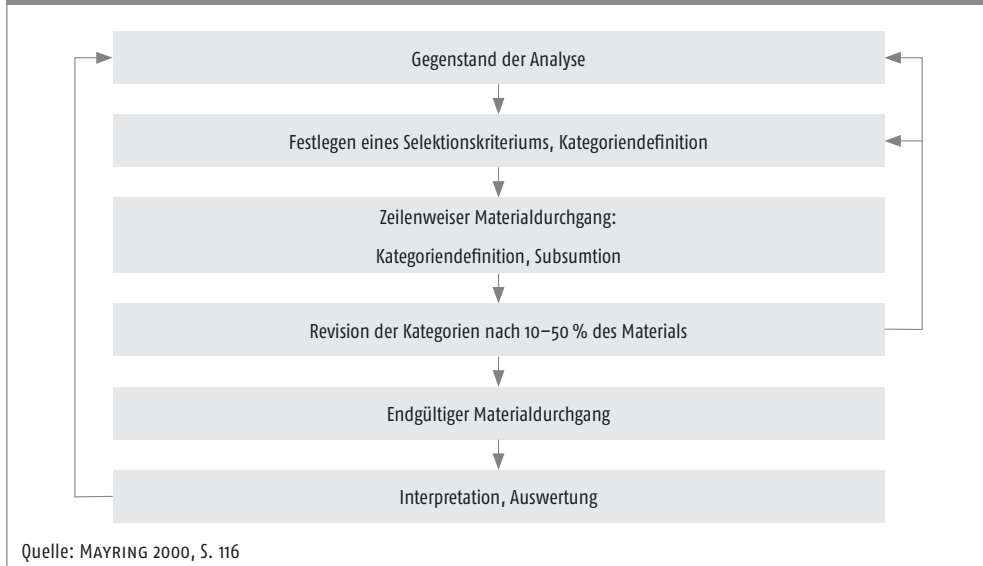 Gegenstand der Analyse
Festlegen eines Selektionskriteriums, Kategoriendefinition
Zeilenweiser Materialdurchgang:
Kategoriendefinition, Subsumtion
Revision der Kategorien nach 10–50 % des Materials
Endgültiger Materialdurchgang
Interpretation, Auswertung
Quelle: MAYRING 2000, S. 116